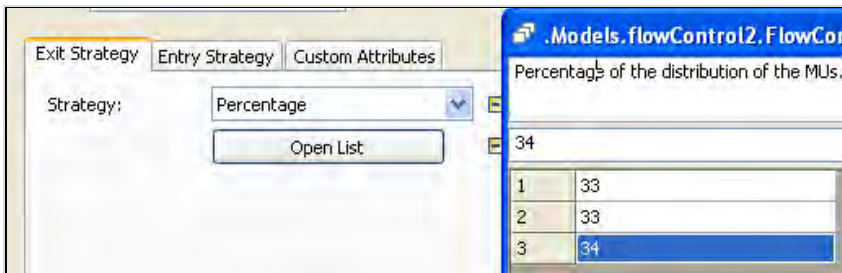 Exit Strategy Entry Strategy Custom Attributes
Strategy: Percentage
Open List
.Models.flowControl2.FlowCor
Percentage of the distribution of the MUs.
34
1 33
2 33
3 34